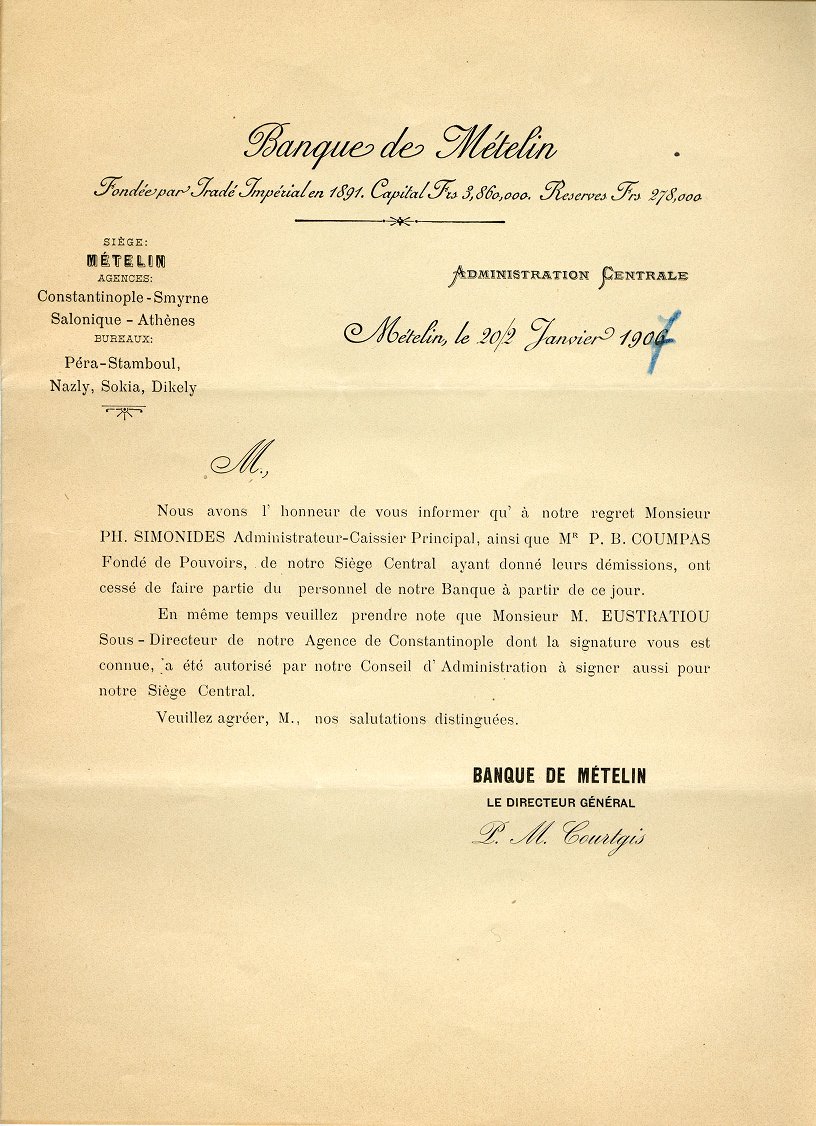 Banque de Mételin
Fondée par Iradé Impérial en 1891. Capital Frs 3,860,000. Reserves Frs 278,000
SIÈGE:
MÉTELIN
AGENCES:
Constantinople - Smyrne
Salonique - Athènes
BUREAUX:
Péra-Stamboul,
Nazly, Sokia, Dikely
ADMINISTRATION CENTRALE
Mételin, le 20/2 Janvier 1907
M.,
Nous avons l' honneur de vous informer qu' à notre regret Monsieur
PH. SIMONIDES Administrateur-Caissier Principal, ainsi que MR P. B. COUMPAS
Fondé de Pouvoirs, de notre Siège Central ayant donné leurs démissions, ont
cessé de faire partie du personnel de notre Banque à partir de ce jour.
En même temps veuillez prendre note que Monsieur M. EUSTRATIOU
Sous - Directeur de notre Agence de Constantinople dont la signature vous est
connue, a été autorisé par notre Conseil d' Administration à signer aussi pour
notre Siège Central.
Veuillez agréer, M., nos salutations distinguées.
BANQUE DE MÉTELIN
LE DIRECTEUR GÉNÉRAL
P. M. Courtgis